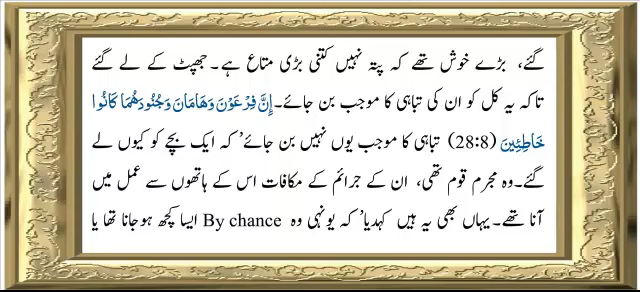 گئے، بڑے خوش تھے کہ پتہ نہیں کتنی بڑی متاع ہے۔ جھپٹ کے لے گئے
تاکہ یہ کل کو ان کی تباہی کا موجب بن جائے۔ إِنَّ فِرْعَوْنَ وَهَامَانَ وَجُنُودَهُمَا كَانُوا
خَاطِئِينَ (28:8) تباہی کا موجب یوں نہیں بن جائے’ کہ ایک بچے کو کیوں لے
گئے۔ وہ مجرم قوم تھی، ان کے جرائم کے مکافات اس کے ہاتھوں سے عمل میں
آنا تھے۔ یہاں بھی یہ ہیں کہدیا’ کہ یونہی وہ By chance ایسا کچھ ہوجانا تھا یا